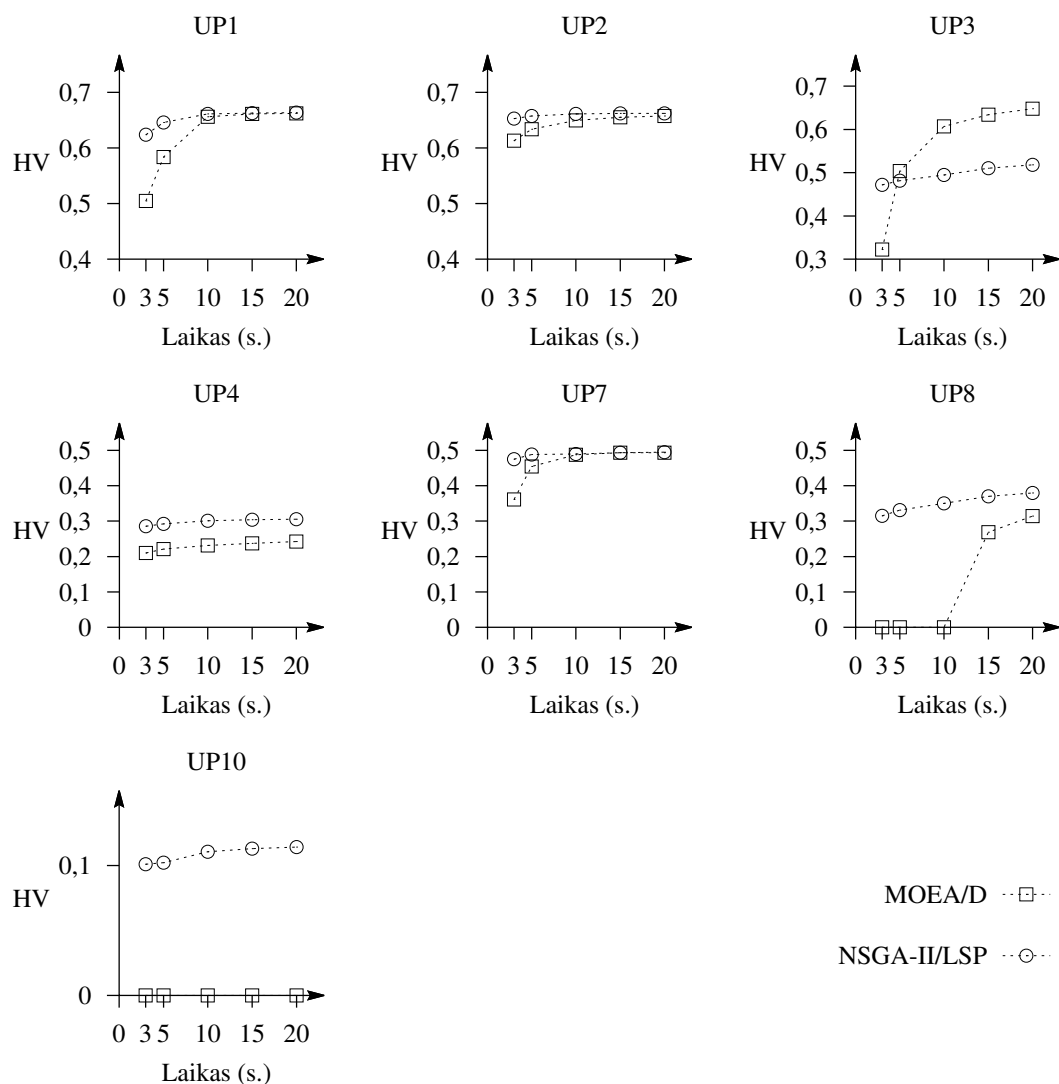 UP1
0,7
0,6
HV
0,5
0,4
0 3 5 10 15 20
Laikas (s.)
UP2
0,7
0,6
HV
0,5
0,4
0 3 5 10 15 20
Laikas (s.)
UP3
0,7
0,6
0,5
HV
0,4
0,3
0 3 5 10 15 20
Laikas (s.)
UP4
0,5
0,4
0,3
HV
0,2
0,1
0
0 3 5 10 15 20
Laikas (s.)
UP7
0,5
0,4
0,3
HV
0,2
0,1
0
0 3 5 10 15 20
Laikas (s.)
UP8
0,5
0,4
0,3
HV
0,2
0,1
0
0 3 5 10 15 20
Laikas (s.)
UP10
0,1
HV
0
0 3 5 10 15 20
Laikas (s.)
MOEA/D
NSGA-II/LSP